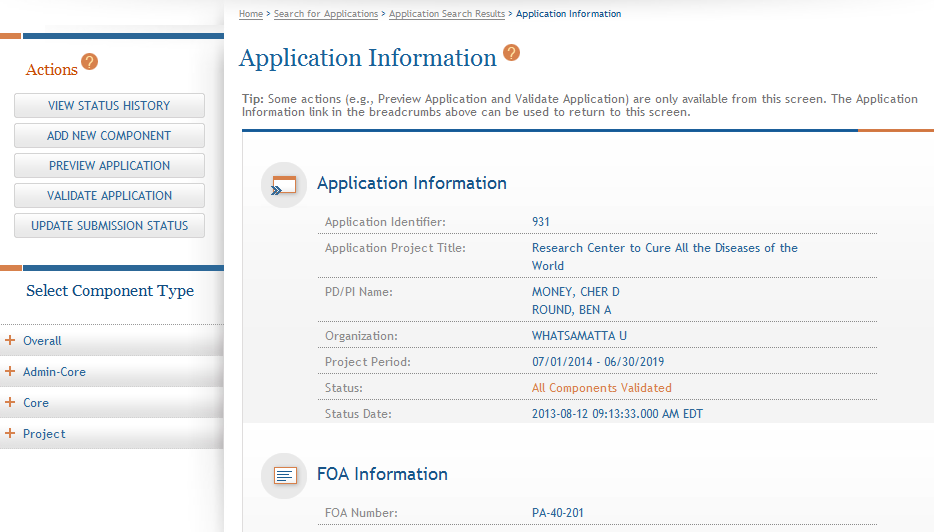 Home > Search for Applications > Application Search Results > Application Information
Actions ?
VIEW STATUS HISTORY
ADD NEW COMPONENT
PREVIEW APPLICATION
VALIDATE APPLICATION
UPDATE SUBMISSION STATUS
Select Component Type
+ Overall
+ Admin-Core
+ Core
+ Project
Application Information ?
Tip: Some actions (e.g., Preview Application and Validate Application) are only available from this screen. The Application
Information link in the breadcrumbs above can be used to return to this screen.
Application Information
Application Identifier: 931
Application Project Title: Research Center to Cure All the Diseases of the
World
PD/PI Name: MONEY, CHER D
ROUND, BEN A
Organization: WHATSAMATTA U
Project Period: 07/01/2014 - 06/30/2019
Status: All Components Validated
Status Date: 2013-08-12 09:13:33.000 AM EDT
FOA Information
FOA Number: PA-40-201